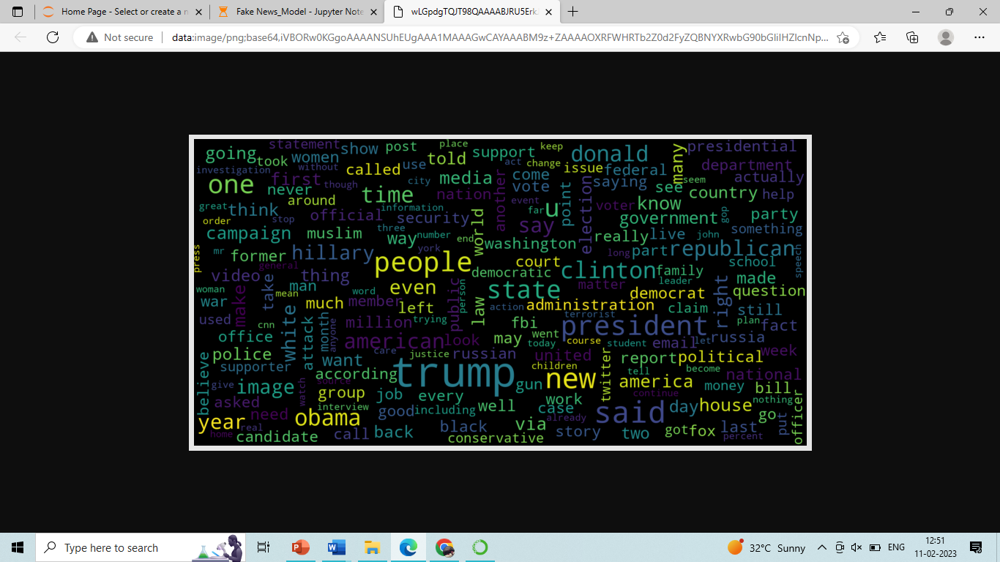 Home Page - Select or create a n
Fake News_Model - Jupyter Note
wLGpdgTQJT98QAAAABJRU5Erk
Not secure
data:image/png;base64,iVBORw0KGgoAAAANSUhEUgAAA1MAAAGwCAYAAABM9z+ZAAAAOXRFWHRTb2Z0d2FyZQBNYXRwbG90bGliIHZlcnNp...
statement show post place support keep donald many presidential
going took women told act change issue federal department
investigation without called use media come saying actually
one first though city nation another vote point election see seem country help
never around time event voter know
great think information far u government gop party
order stop official security world say something
campaign muslim three way number end washington really live john republican
press mr former hillary york court long part speech
general people democratic clinton family school
video thing matter leader made
woman make take man mean even state democrat right question
war much member word left public person law action administration claim still
used cnn million trying fbi terrorist president plan fact
office white attack month anyone american look may went today course student email let russia week
police want care justice russian united report political
believe supporter according trump children twitter tell become national
give image watch source gun new america money bill
group job every continue nothing
asked interview well work said day house go officer
year need obama good including case already put
real black via got fox last
home candidate call back conservative story two percent
Type here to search
32°C Sunny
ENG
12:51
11-02-2023